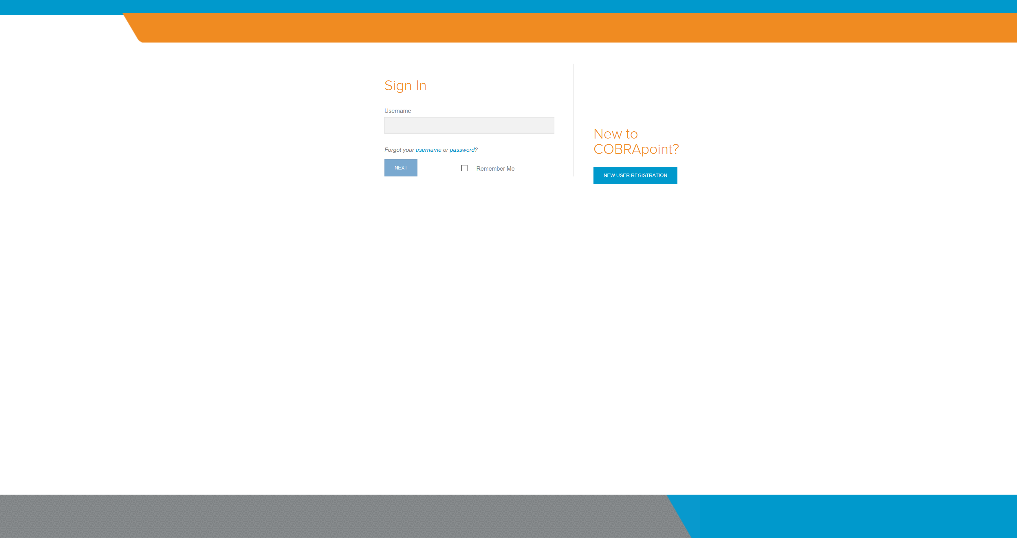 Sign In
Username
Forgot your username or password?
NEXT
Remember Me
New to
COBRApoint?
NEW USER REGISTRATION